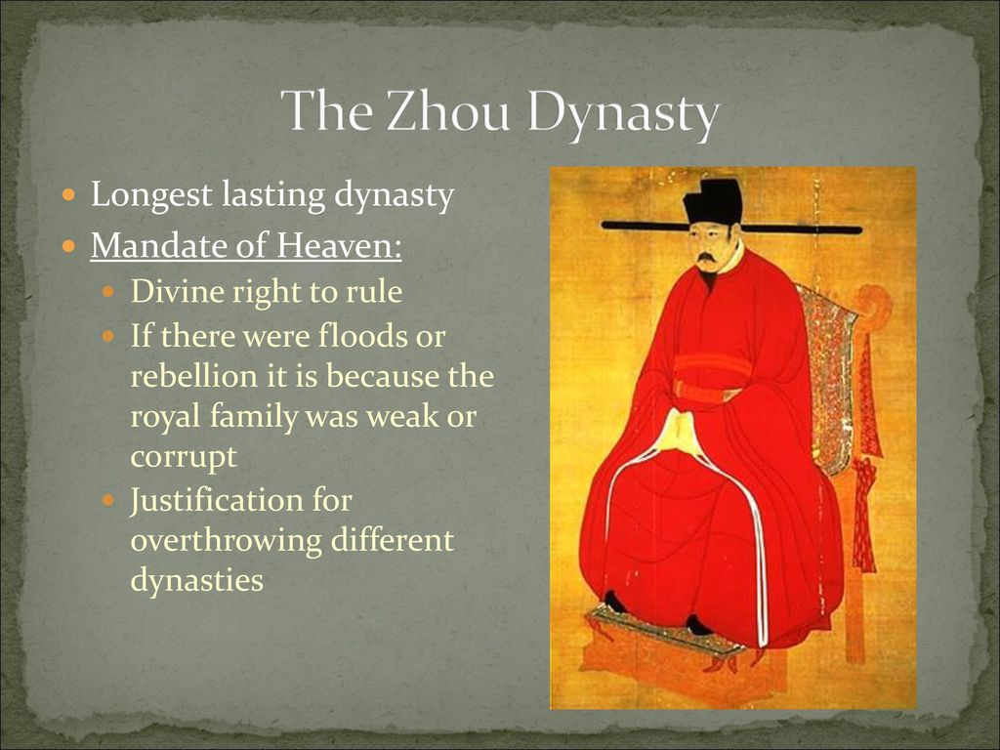 The Zhou Dynasty
Longest lasting dynasty
Mandate of Heaven:
Divine right to rule
If there were floods or
rebellion it is because the
royal family was weak or
corrupt
Justification for
overthrowing different
dynasties